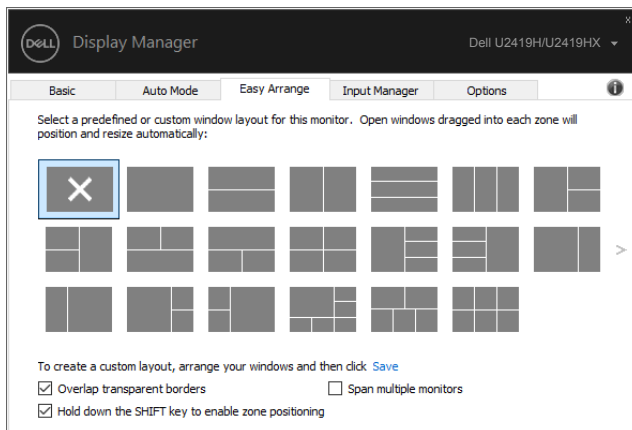 DELL Display Manager
Dell U2419H/U2419HX
Basic Auto Mode Easy Arrange Input Manager Options
Select a predefined or custom window layout for this monitor. Open windows dragged into each zone will
position and resize automatically:
To create a custom layout, arrange your windows and then click Save
Overlap transparent borders
Span multiple monitors
Hold down the SHIFT key to enable zone positioning